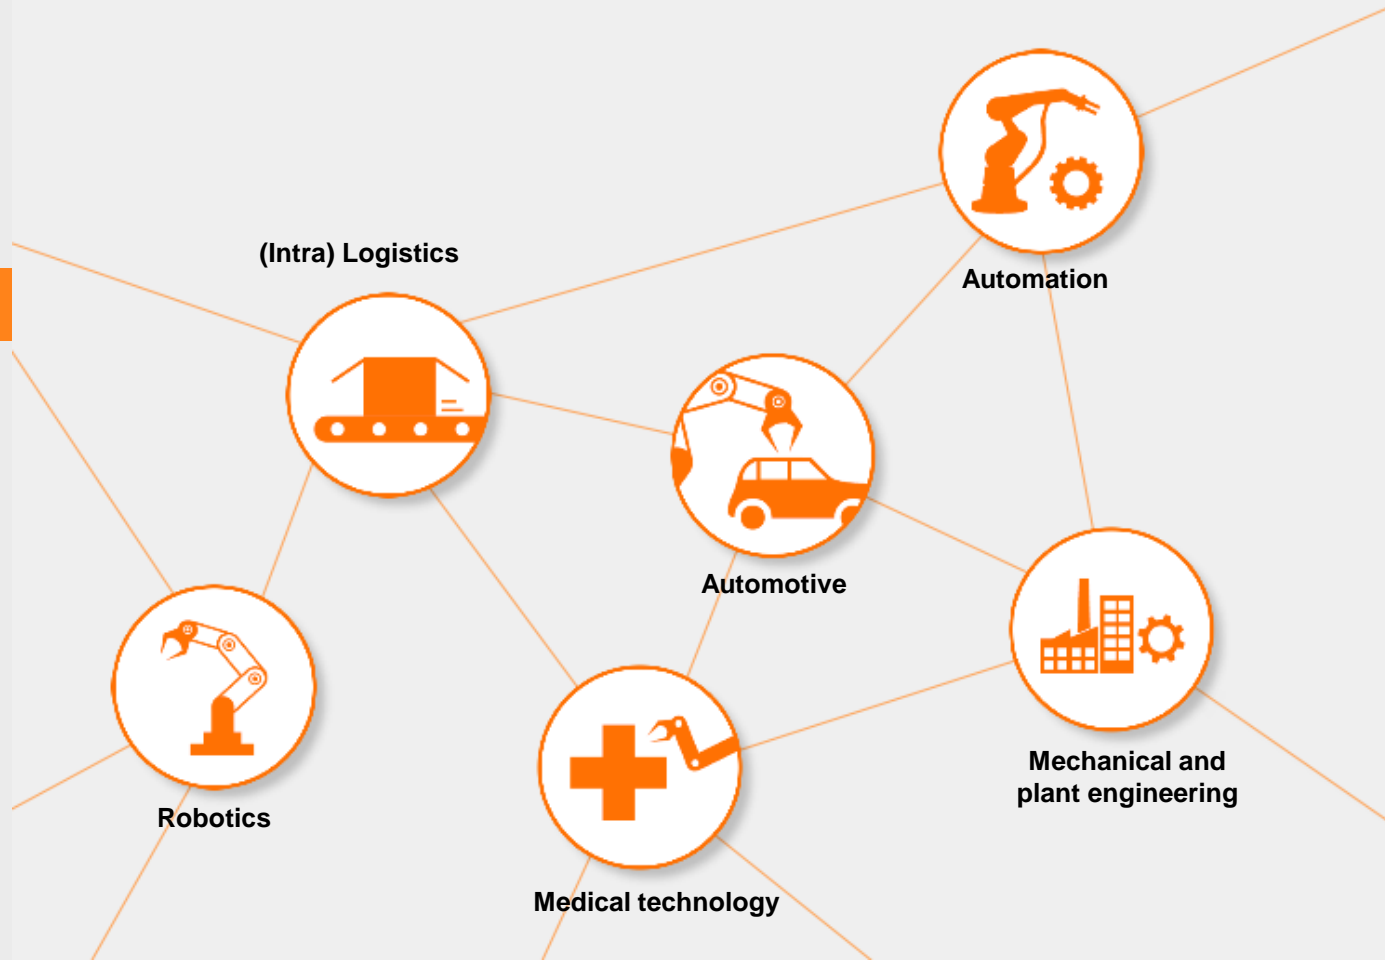 (Intra) Logistics
Automation
Automotive
Mechanical and
plant engineering
Robotics
Medical technology